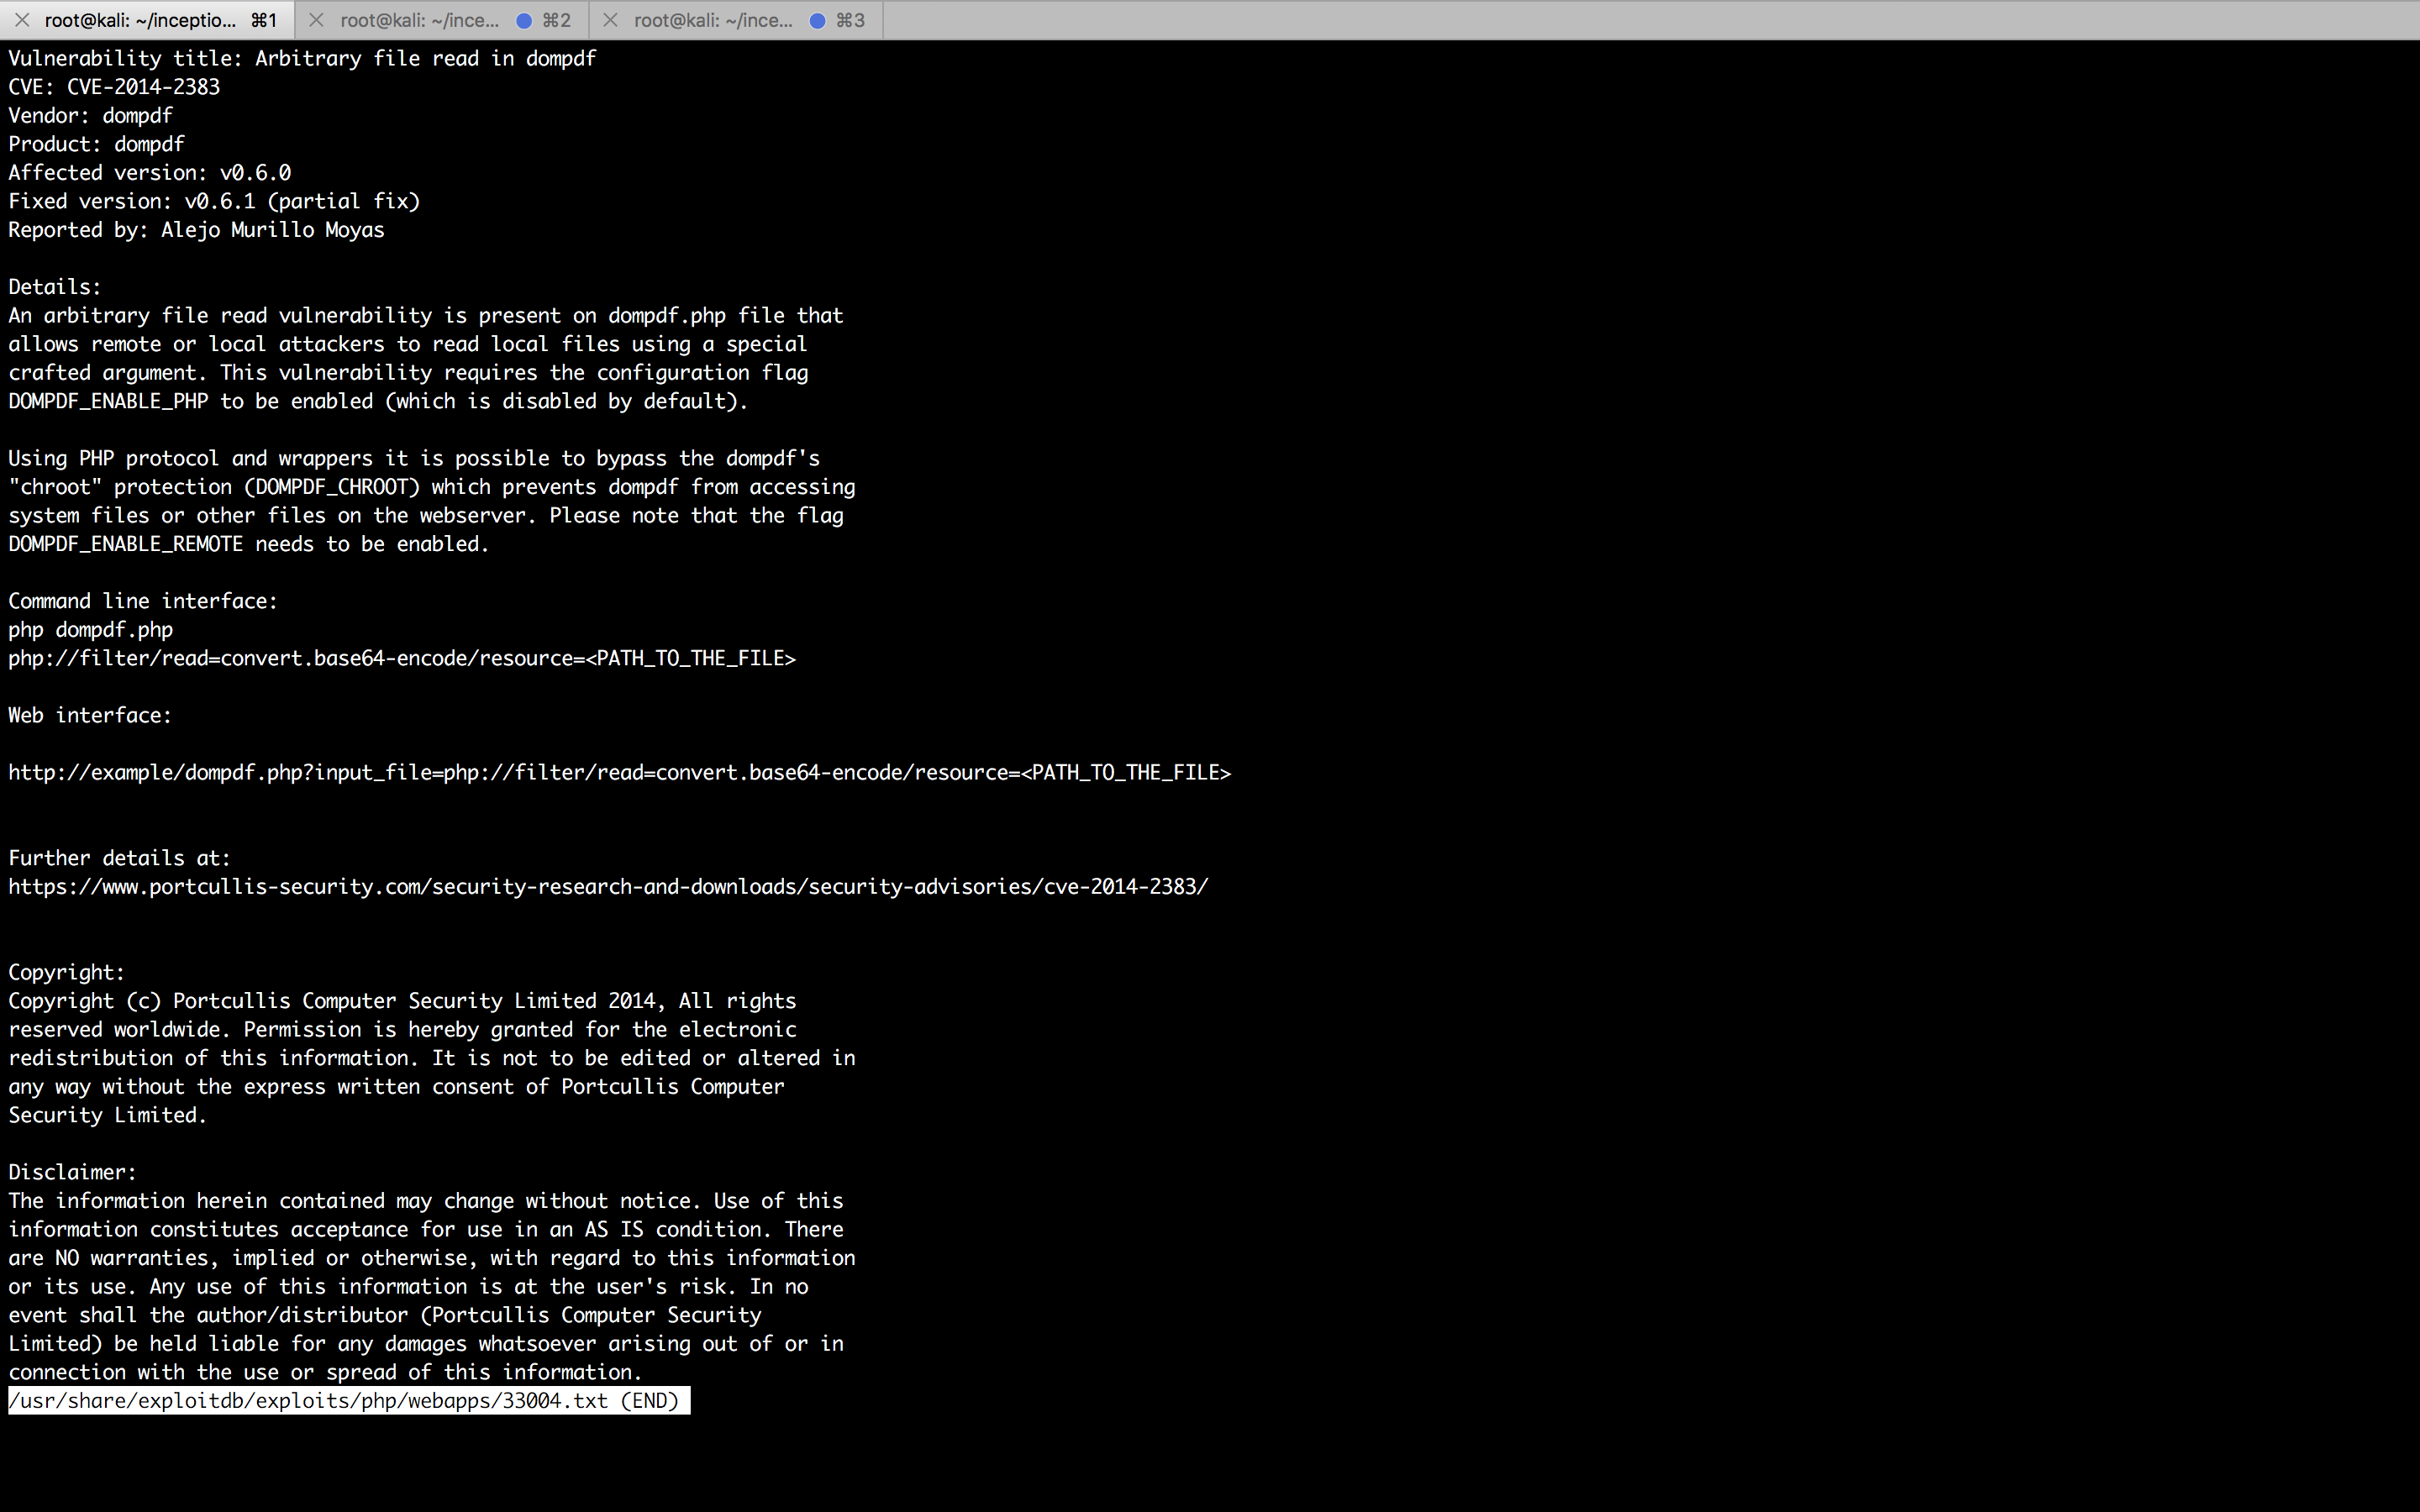 root@kali: ~/inceptio... ⌘1
root@kali: ~/ince... ⌘2
root@kali: ~/ince... ⌘3
Vulnerability title: Arbitrary file read in dompdf
CVE: CVE-2014-2383
Vendor: dompdf
Product: dompdf
Affected version: v0.6.0
Fixed version: v0.6.1 (partial fix)
Reported by: Alejo Murillo Moyas
Details:
An arbitrary file read vulnerability is present on dompdf.php file that
allows remote or local attackers to read local files using a special
crafted argument. This vulnerability requires the configuration flag
DOMPDF_ENABLE_PHP to be enabled (which is disabled by default).
Using PHP protocol and wrappers it is possible to bypass the dompdf's
"chroot" protection (DOMPDF_CHROOT) which prevents dompdf from accessing
system files or other files on the webserver. Please note that the flag
DOMPDF_ENABLE_REMOTE needs to be enabled.
Command line interface:
php dompdf.php
php://filter/read=convert.base64-encode/resource=<PATH_TO_THE_FILE>
Web interface:
http://example/dompdf.php?input_file=php://filter/read=convert.base64-encode/resource=<PATH_TO_THE_FILE>
Further details at:
https://www.portcullis-security.com/security-research-and-downloads/security-advisories/cve-2014-2383/
Copyright:
Copyright (c) Portcullis Computer Security Limited 2014, All rights
reserved worldwide. Permission is hereby granted for the electronic
redistribution of this information. It is not to be edited or altered in
any way without the express written consent of Portcullis Computer
Security Limited.
Disclaimer:
The information herein contained may change without notice. Use of this
information constitutes acceptance for use in an AS IS condition. There
are NO warranties, implied or otherwise, with regard to this information
or its use. Any use of this information is at the user's risk. In no
event shall the author/distributor (Portcullis Computer Security
Limited) be held liable for any damages whatsoever arising out of or in
connection with the use or spread of this information.
/usr/share/exploitdb/exploits/php/webapps/33004.txt (END)